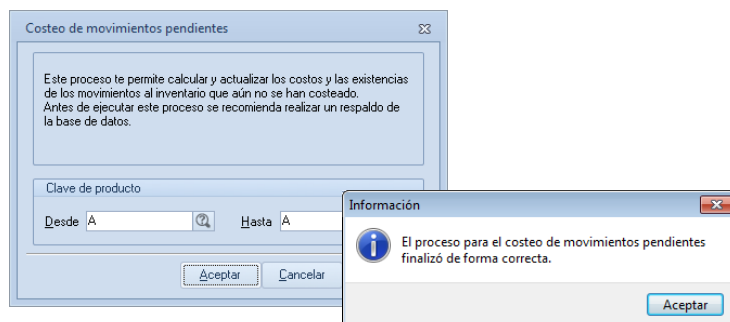 Costeo de movimientos pendientes
Este proceso te permite calcular y actualizar los costos y las existencias
de los movimientos al inventario que aún no se han costeado.
Antes de ejecutar este proceso se recomienda realizar un respaldo de
la base de datos.
Clave de producto
Desde A Hasta A
Aceptar Cancelar
Información
El proceso para el costeo de movimientos pendientes
finalizó de forma correcta.
Aceptar